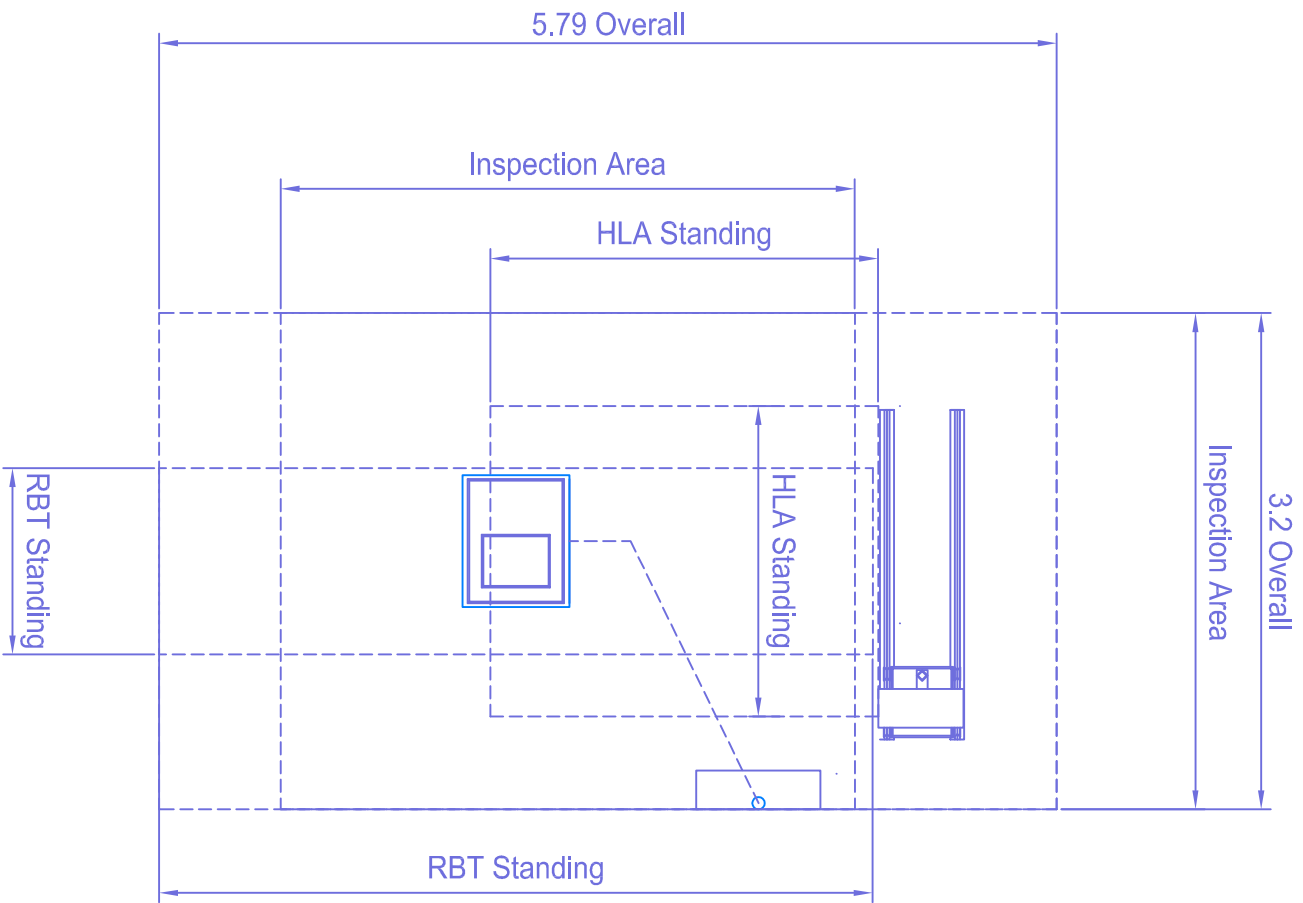 5.79 Overall
Inspection Area
HLA Standing
RBT Standing
HLA Standing
Inspection Area
3.2 Overall
RBT Standing